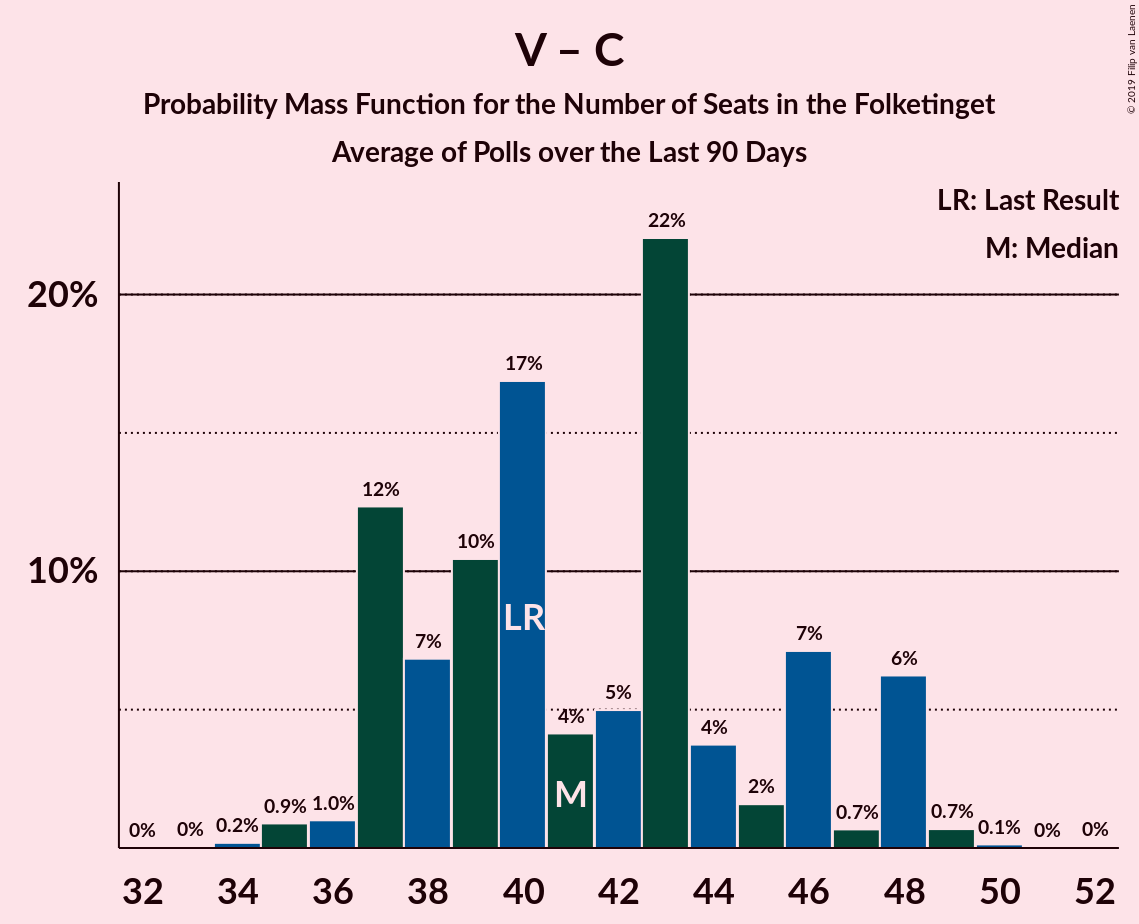 V – C
Probability Mass Function for the Number of Seats in the Folketinget
Average of Polls over the Last 90 Days
© 2019 Filip van Laenen
LR: Last Result
M: Median
20%
10%
0%
0%
0.2%
0.9%
1.0%
12%
7%
10%
17%
4%
5%
22%
4%
2%
7%
0.7%
6%
0.7%
0.1%
0%
0%
LR
M
32 34 36 38 40 42 44 46 48 50 52